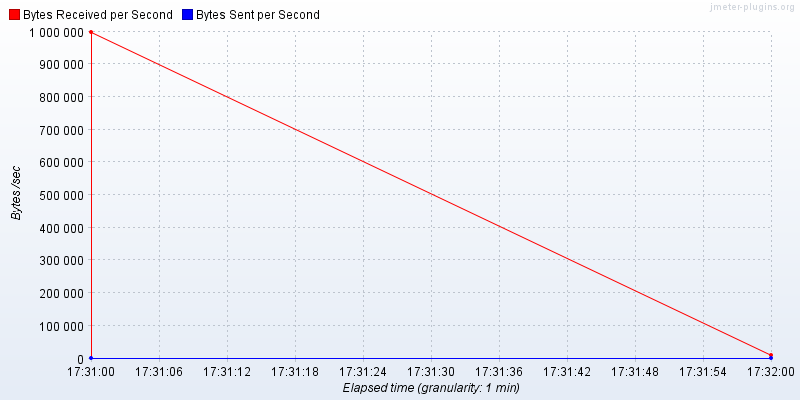 Bytes Received per Second Bytes Sent per Second
jmeter-plugins.org
1 000 000
900 000
800 000
700 000
600 000
500 000
400 000
300 000
200 000
100 000
0
Bytes /sec
17:31:00 17:31:06 17:31:12 17:31:18 17:31:24 17:31:30 17:31:36 17:31:42 17:31:48 17:31:54 17:32:00
Elapsed time (granularity: 1 min)